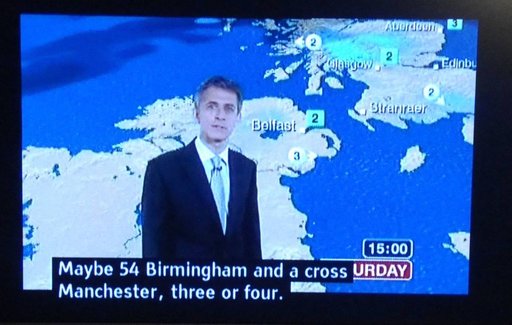 Aberdeen
3
2
2
Glasgow
Edinbu
2
Stranraer
Belfast
2
3
15:00
URDAY
Maybe 54 Birmingham and a cross
Manchester, three or four.